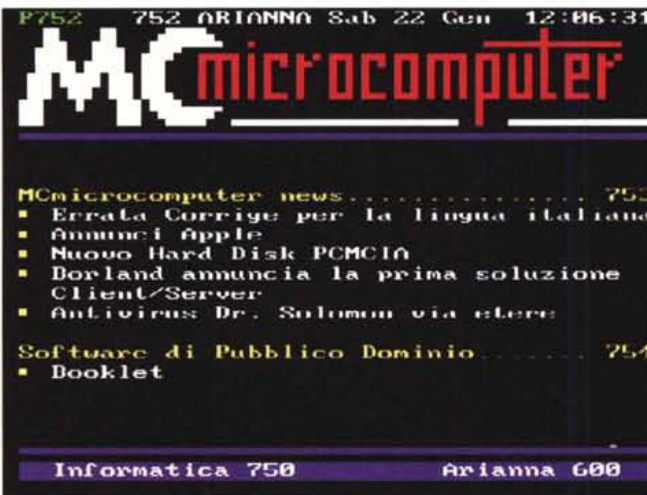 P752 752 ARIANNA Sab 22 Gen 12:06:31
MCmicrocomputer
MCmicrocomputer news............... 753
Errata Corrige per la lingua italiana
Annunci Apple
Nuovo Hard Disk PCMCIA
Borland annuncia la prima soluzione
Client/Server
Antivirus Dr. Solomon via etere
Software di Pubblico Dominio....... 754
Booklet
Informatica 750 Arianna 600